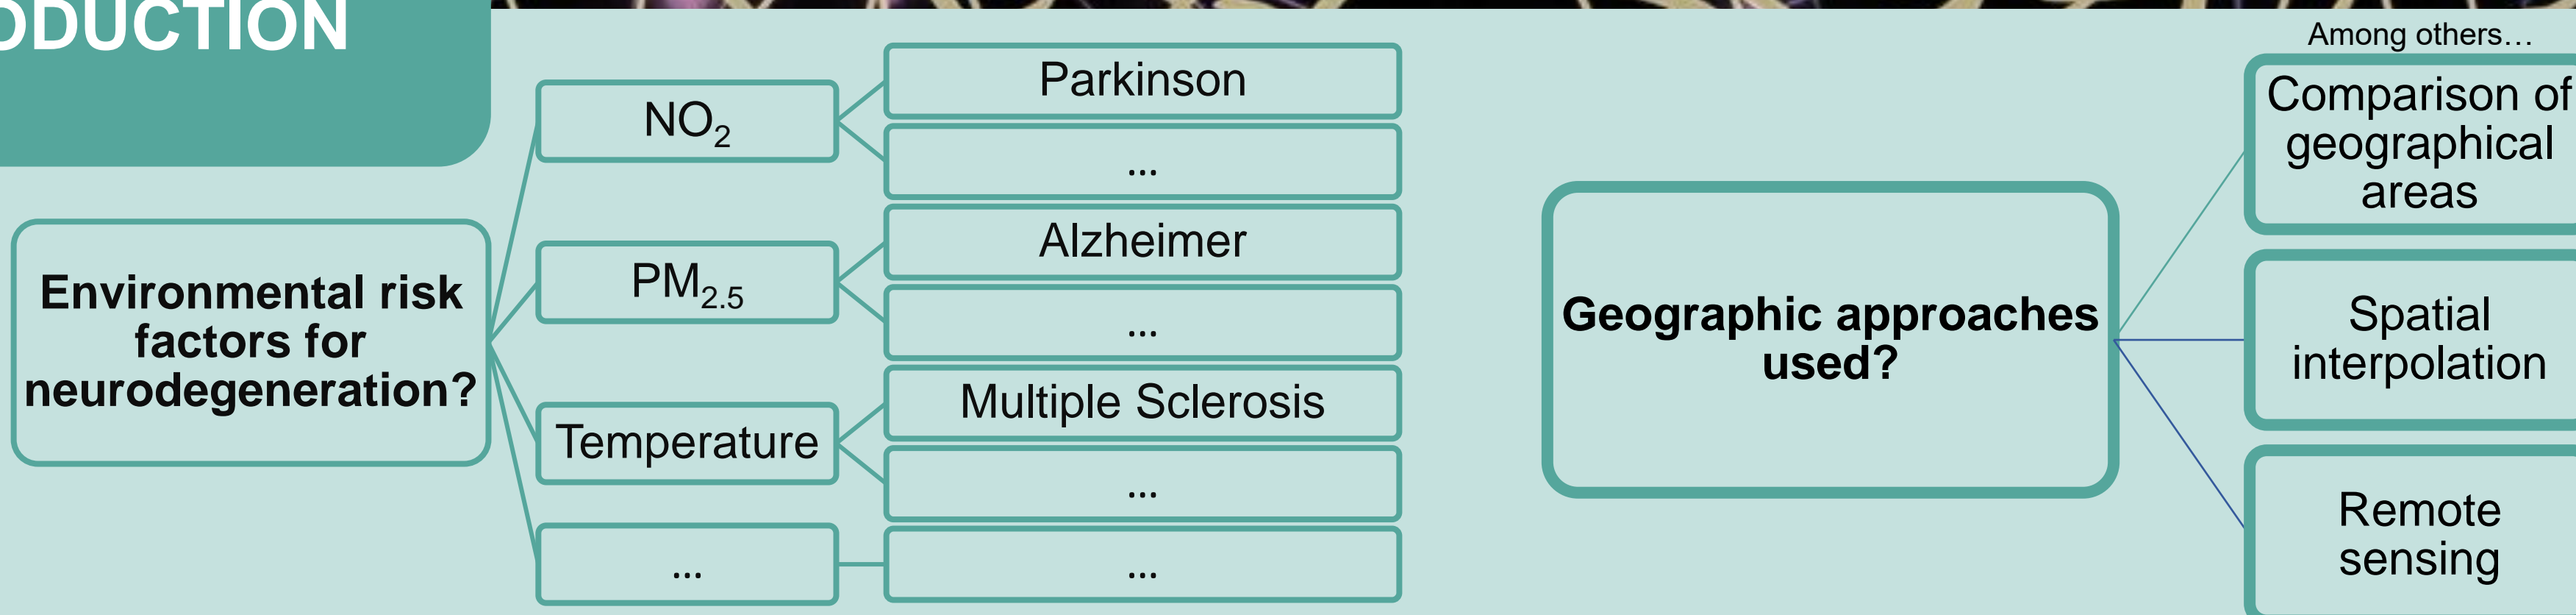 ODUCTION
Environmental risk
factors for
neurodegeneration?
NO₂
Parkinson
...
PM₂.₅
Alzheimer
...
Temperature
Multiple Sclerosis
...
...
...
Geographic approaches
used?
Among others…
Comparison of
geographical
areas
Spatial
interpolation
Remote
sensing